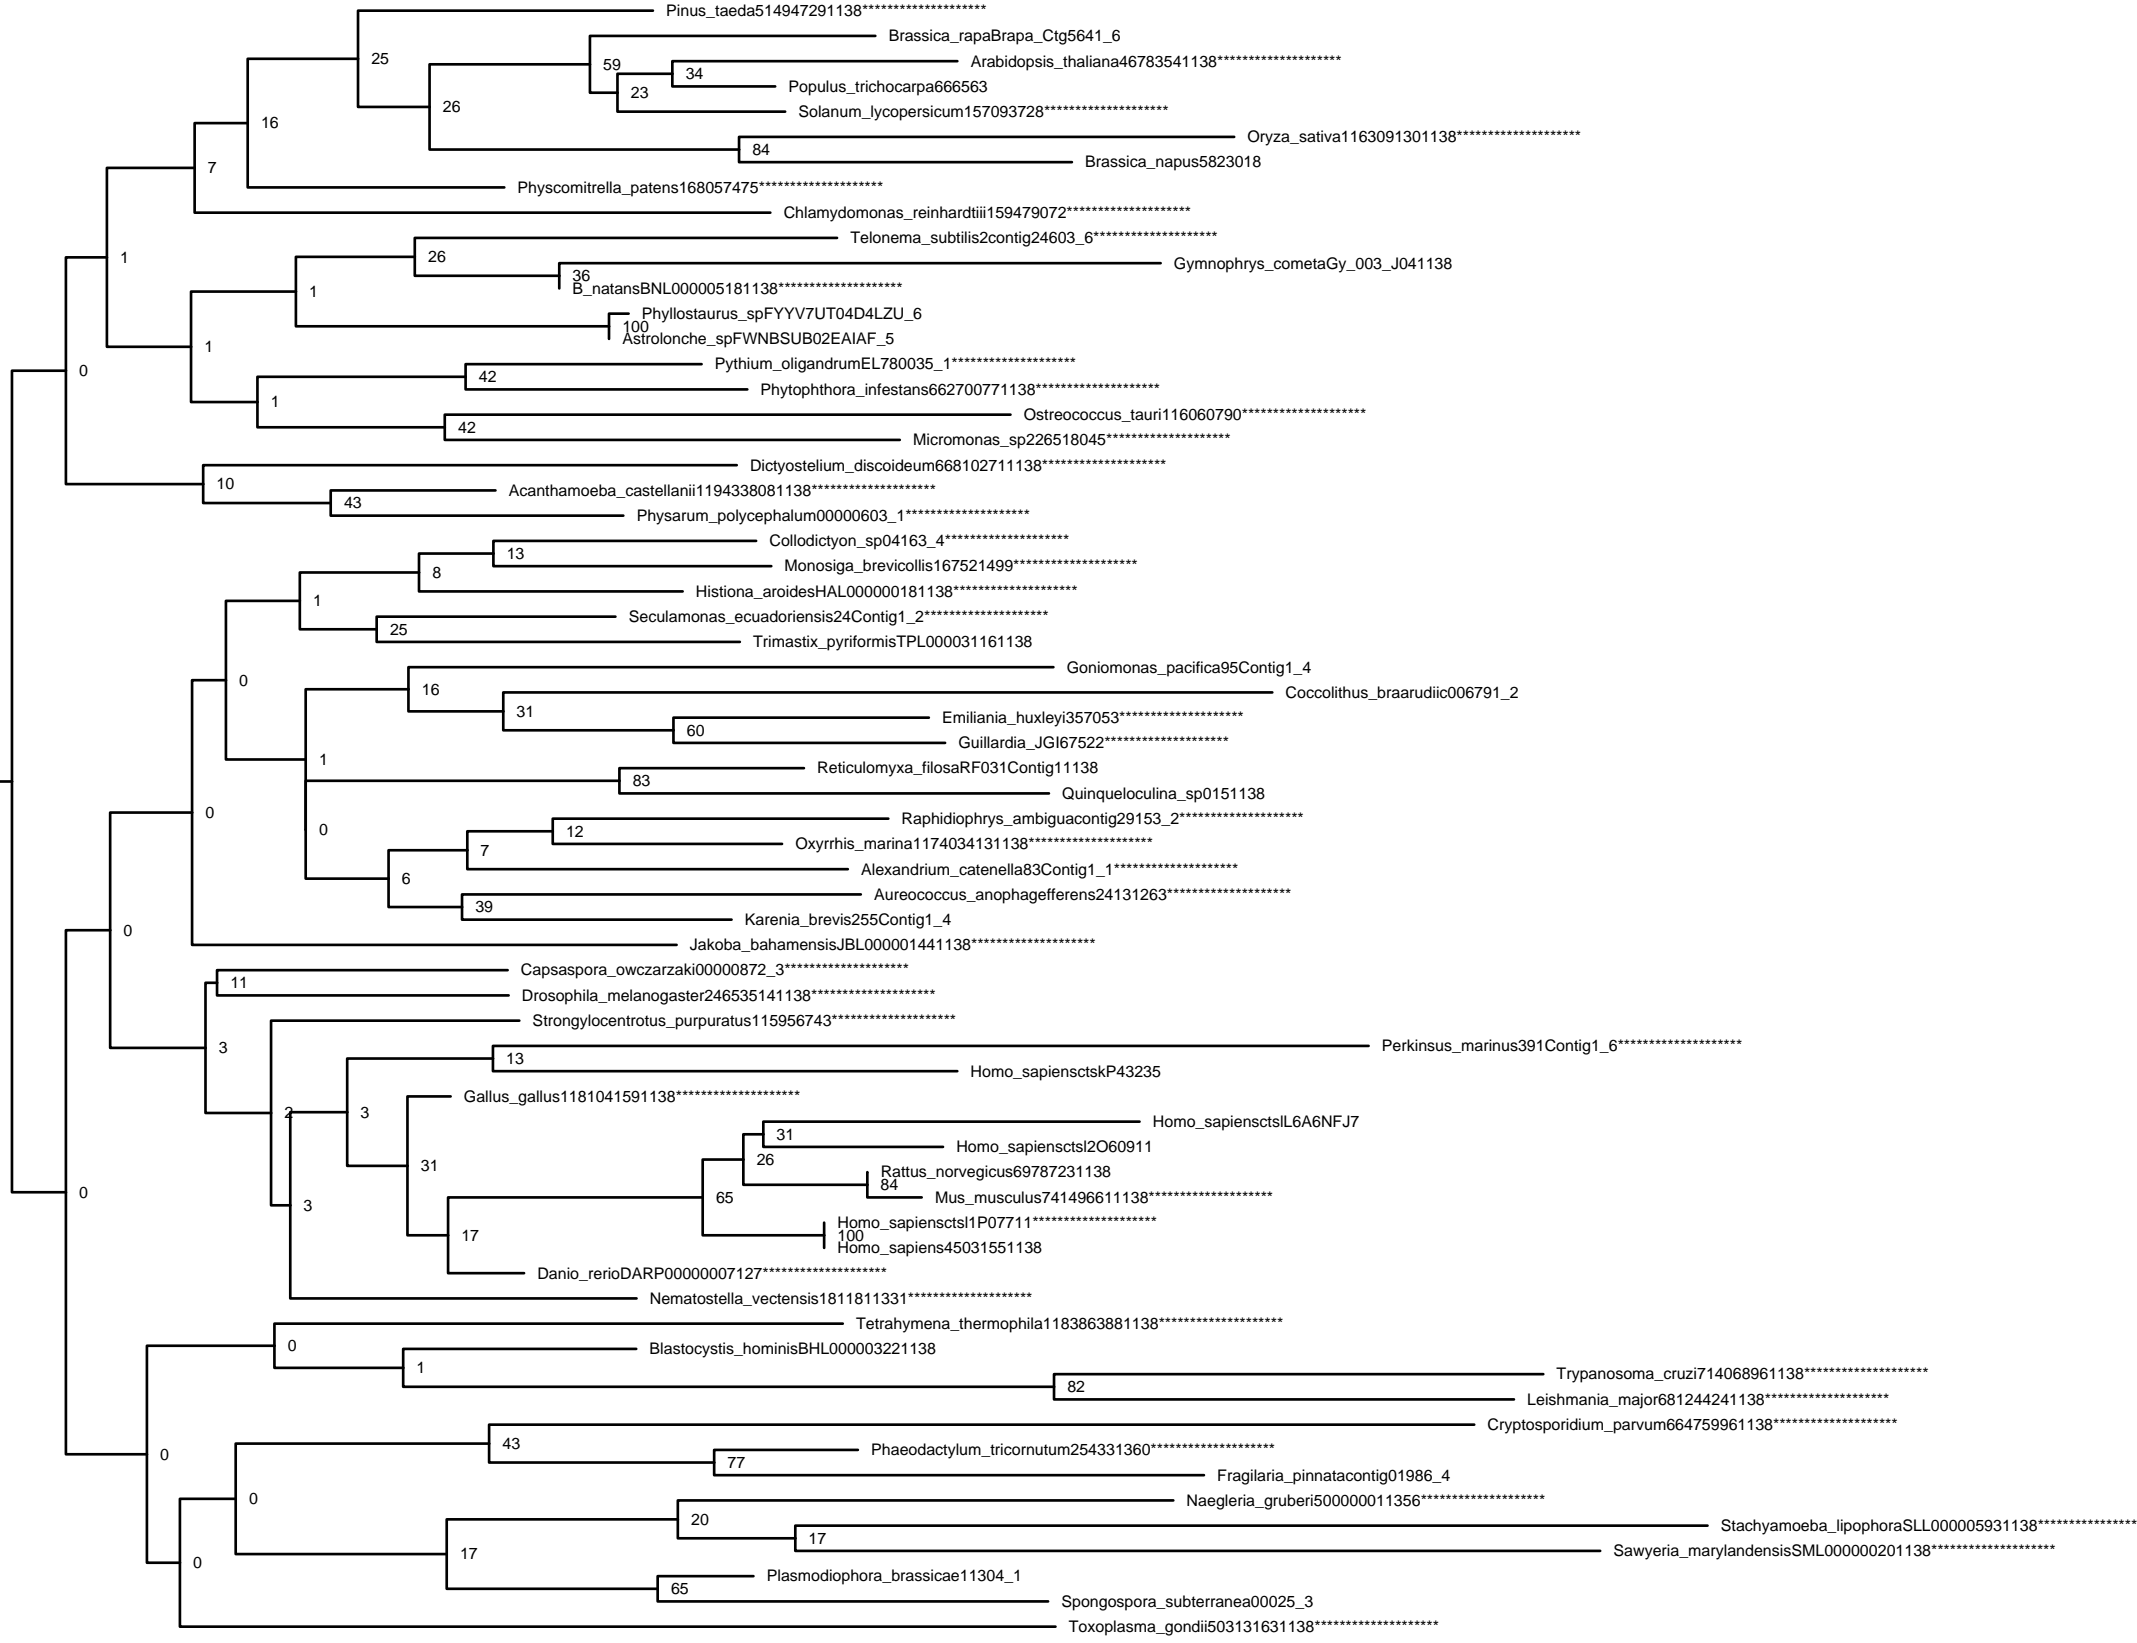 Pinus_taeda514947291138********************
Brassica_rapaBrapa_Ctg5641_6
25
59
Arabidopsis_thaliana46783541138********************
34
Populus_trichocarpa666563
23
26
Solanum_lycopersicum157093728********************
16
Oryza_sativa1163091301138********************
84
Brassica_napus5823018
7
Physcomitrella_patens168057475********************
Chlamydomonas_reinhardtiii159479072********************
Telonema_subtilis2contig24603_6********************
1
26
Gymnophrys_cometaGy_003_J041138
36
B_natansBNL000005181138********************
1
Phyllostaurus_spFYYV7UT04D4LZU_6
100
Astrolonche_spFWNBSUB02EAIAF_5
1
Pythium_oligandrumEL780035_1********************
0
42
Phytophthora_infestans662700771138********************
1
Ostreococcus_tauri116060790********************
42
Micromonas_sp226518045********************
Dictyostelium_discoideum668102711138********************
10
Acanthamoeba_castellanii1194338081138********************
43
Physarum_polycephalum00000603_1********************
Collodictyon_sp04163_4********************
13
Monosiga_brevicollis167521499********************
8
Histiona_aroidesHAL000000181138********************
1
Seculamonas_ecuadoriensis24Contig1_2********************
25
Trimastix_pyriformisTPL000031161138
Goniomonas_pacifica95Contig1_4
0
16
Coccolithus_braarudiic006791_2
31
Emiliania_huxleyi357053********************
60
Guillardia_JGI67522********************
1
Reticulomyxa_filosaRF031Contig11138
83
Quinqueloculina_sp0151138
0
Raphidiophrys_ambiguacontig29153_2********************
0
12
Oxyrrhis_marina1174034131138********************
7
Alexandrium_catenella83Contig1_1********************
6
Aureococcus_anophagefferens24131263********************
39
Karenia_brevis255Contig1_4
0
Jakoba_bahamensisJBL000001441138********************
Capsaspora_owczarzaki00000872_3********************
11
Drosophila_melanogaster246535141138********************
Strongylocentrotus_purpuratus115956743********************
3
Perkinsus_marinus391Contig1_6********************
13
Homo_sapiensctskP43235
Gallus_gallus1181041591138********************
2
3
Homo_sapiensctslL6A6NFJ7
31
Homo_sapiensctsl2O60911
26
31
Rattus_norvegicus69787231138
84
0
65
Mus_musculus741496611138********************
3
Homo_sapiensctsl1P07711********************
17
100
Homo_sapiens45031551138
Danio_rerioDARP00000007127********************
Nematostella_vectensis1811811331********************
Tetrahymena_thermophila1183863881138********************
0
Blastocystis_hominisBHL000003221138
1
Trypanosoma_cruzi714068961138********************
82
Leishmania_major681244241138********************
Cryptosporidium_parvum664759961138********************
43
0
Phaeodactylum_tricornutum254331360********************
77
Fragilaria_pinnatacontig01986_4
0
Naegleria_gruberi500000011356********************
20
Stachyamoeba_lipophoraSLL000005931138****************
17
Sawyeria_marylandensisSML000000201138********************
17
0
Plasmodiophora_brassicae11304_1
65
Spongospora_subterranea00025_3
Toxoplasma_gondii503131631138********************